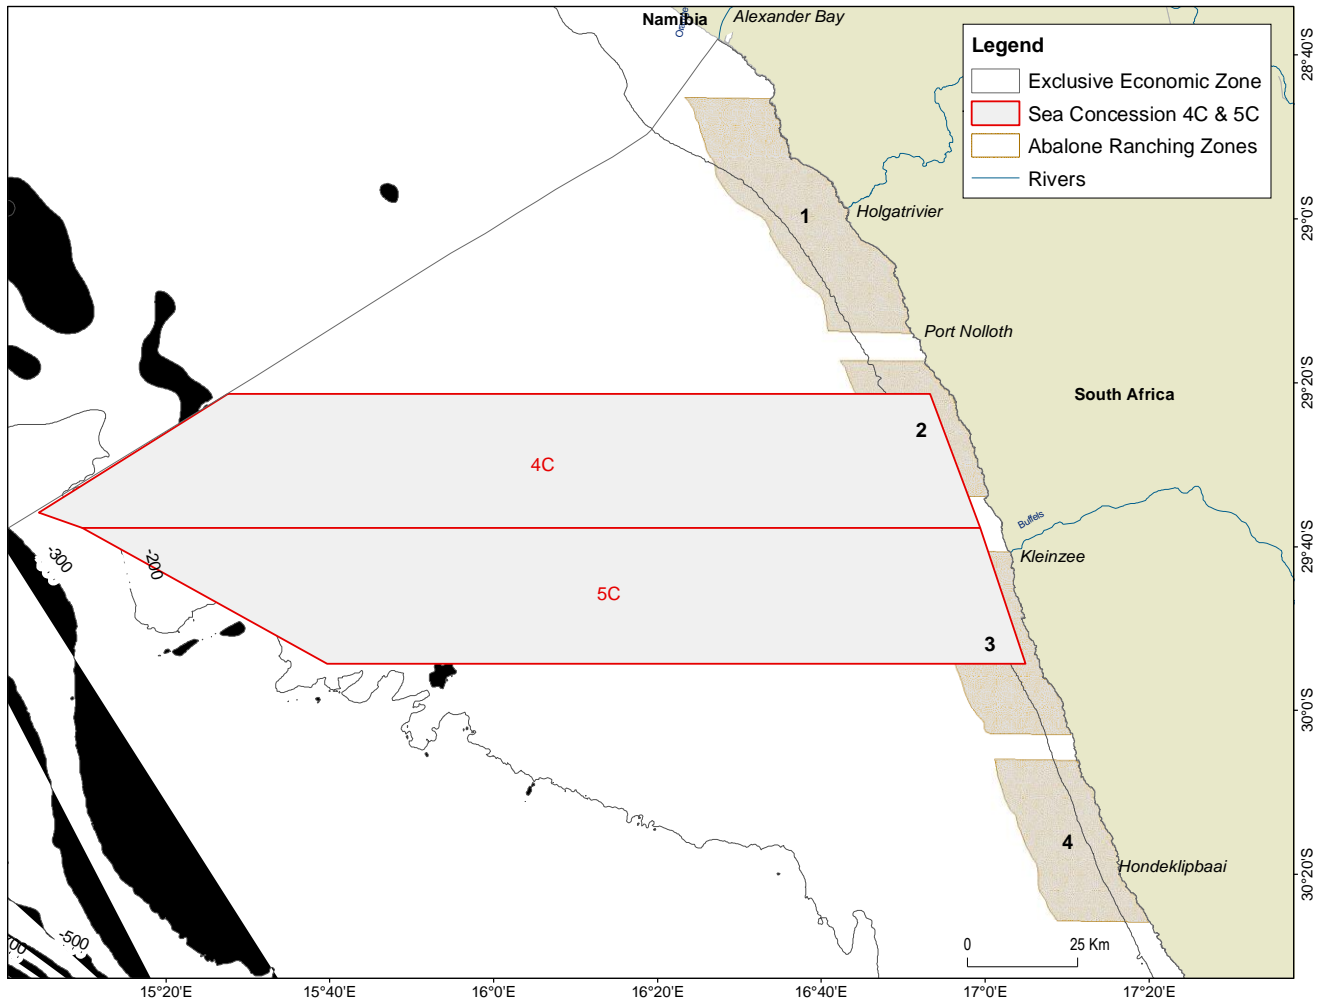 Namibia
Alexander Bay
Legend
Exclusive Economic Zone
Sea Concession 4C & 5C
Abalone Ranching Zones
Rivers
28°40'S
1
Holgatrivier
29°0'S
Port Nolloth
29°20'S
South Africa
2
4C
Buffels
29°40'S
Kleinzee
-300
-200
5C
3
30°0'S
4
Hondeklipbaai
30°20'S
-500
0 25 Km
15°20'E 15°40'E 16°0'E 16°20'E 16°40'E 17°0'E 17°20'E